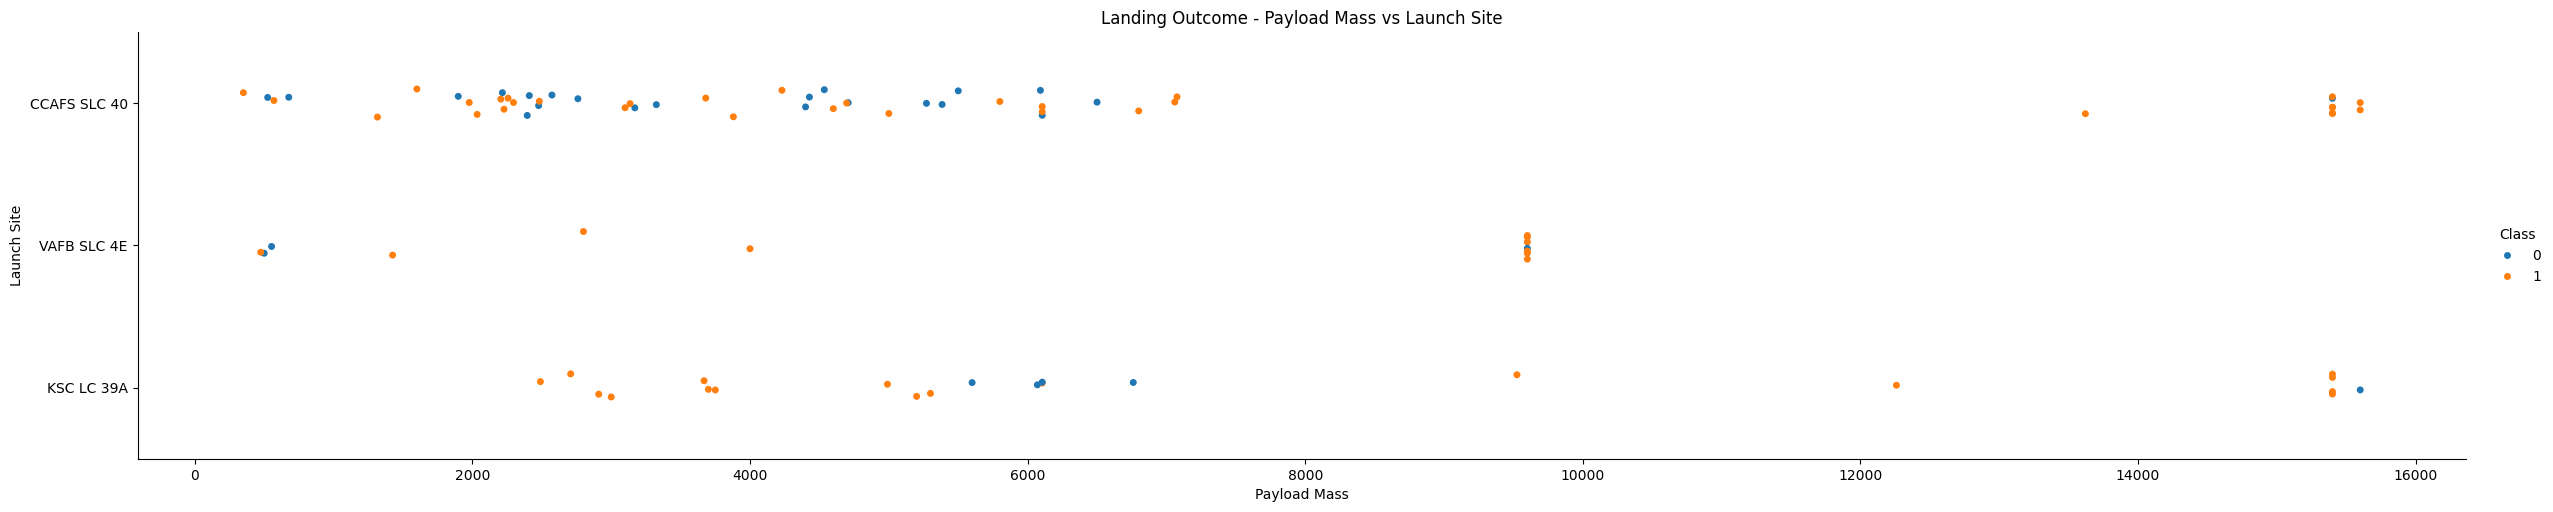 Landing Outcome - Payload Mass vs Launch Site
CCAFS SLC 40
VAFB SLC 4E
KSC LC 39A
Launch Site
0 2000 4000 6000 8000 10000 12000 14000 16000
Payload Mass
Class
0
1